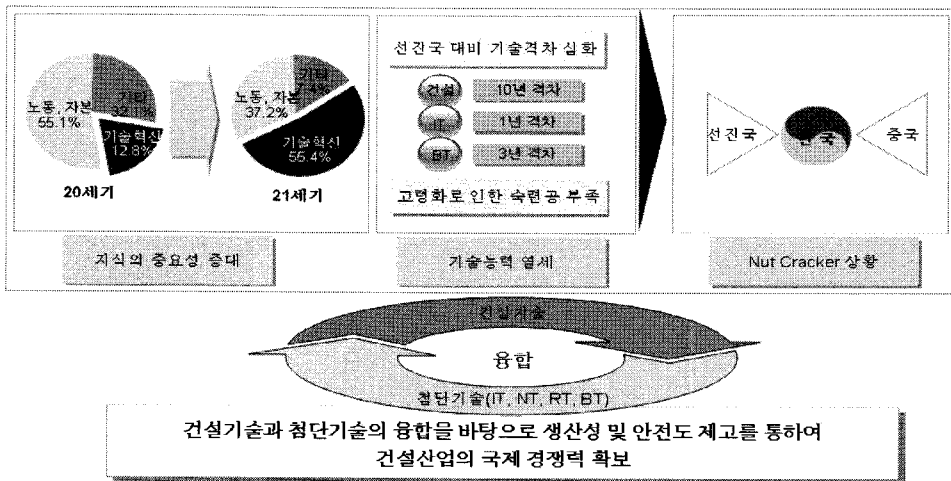 기타
32.1%
노동, 자본
55.1%
기술혁신
12.8%
20세기
기타
7.4%
노동, 자본
37.2%
기술혁신
55.4%
21세기
지식의 중요성 증대
선진국 대비 기술격차 심화
건설 10년 격차
IT 1년 격차
BT 3년 격차
고령화로 인한 숙련공 부족
기술능력 열세
선진국
한국
중국
Nut Cracker 상황
건설기술
융합
첨단기술(IT, NT, RT, BT)
건설기술과 첨단기술의 융합을 바탕으로 생산성 및 안전도 제고를 통하여
건설산업의 국제 경쟁력 확보